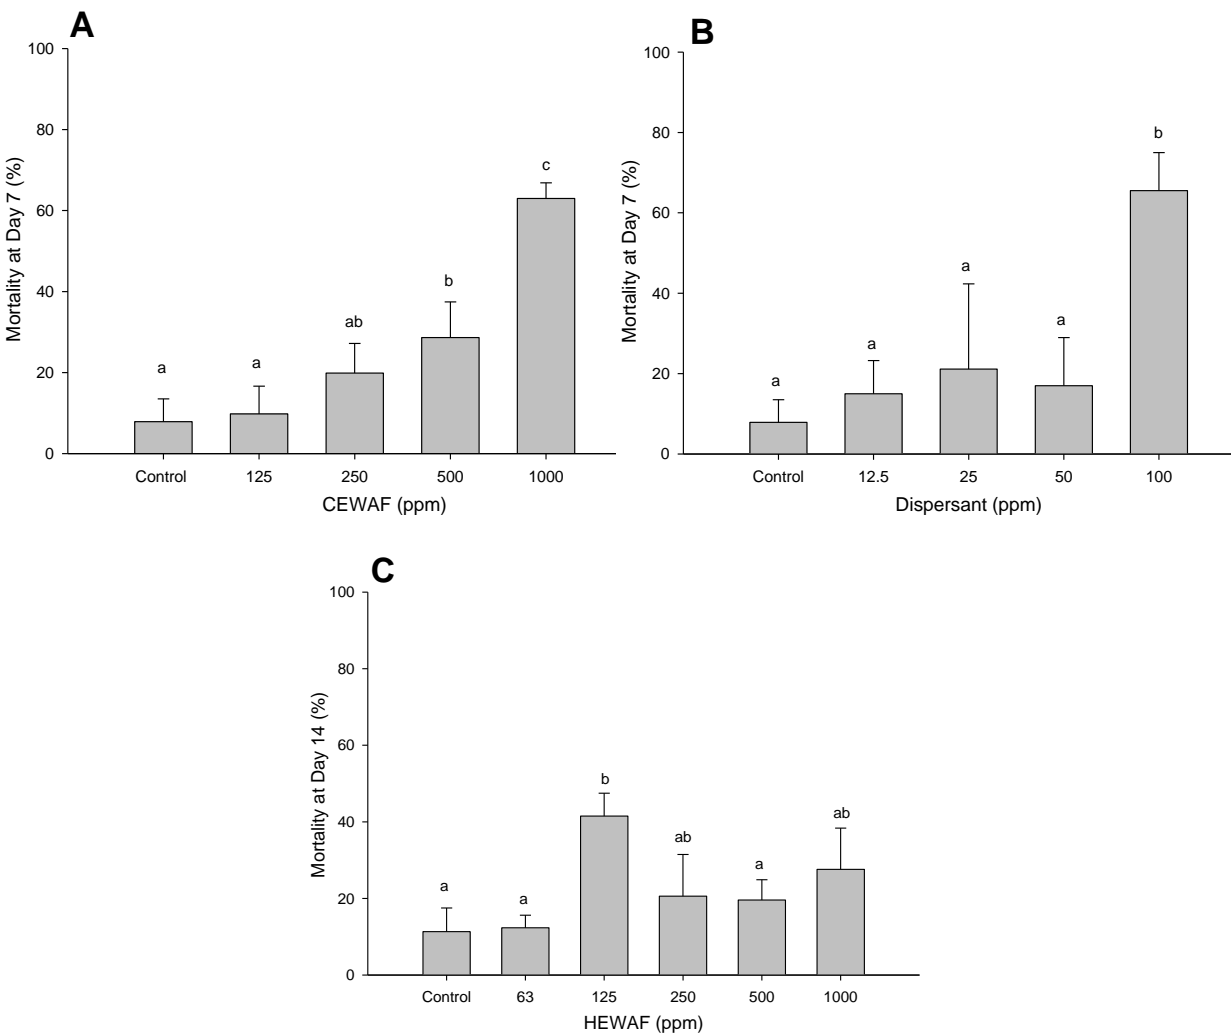 A
Mortality at Day 7 (%)
100
80
60
40
20
0
a
a
ab
b
c
Control 125 250 500 1000
CEWAF (ppm)
B
Mortality at Day 7 (%)
100
80
60
40
20
0
a
a
a
a
b
Control 12.5 25 50 100
Dispersant (ppm)
C
Mortality at Day 14 (%)
100
80
60
40
20
0
a
a
b
ab
a
ab
Control 63 125 250 500 1000
HEWAF (ppm)